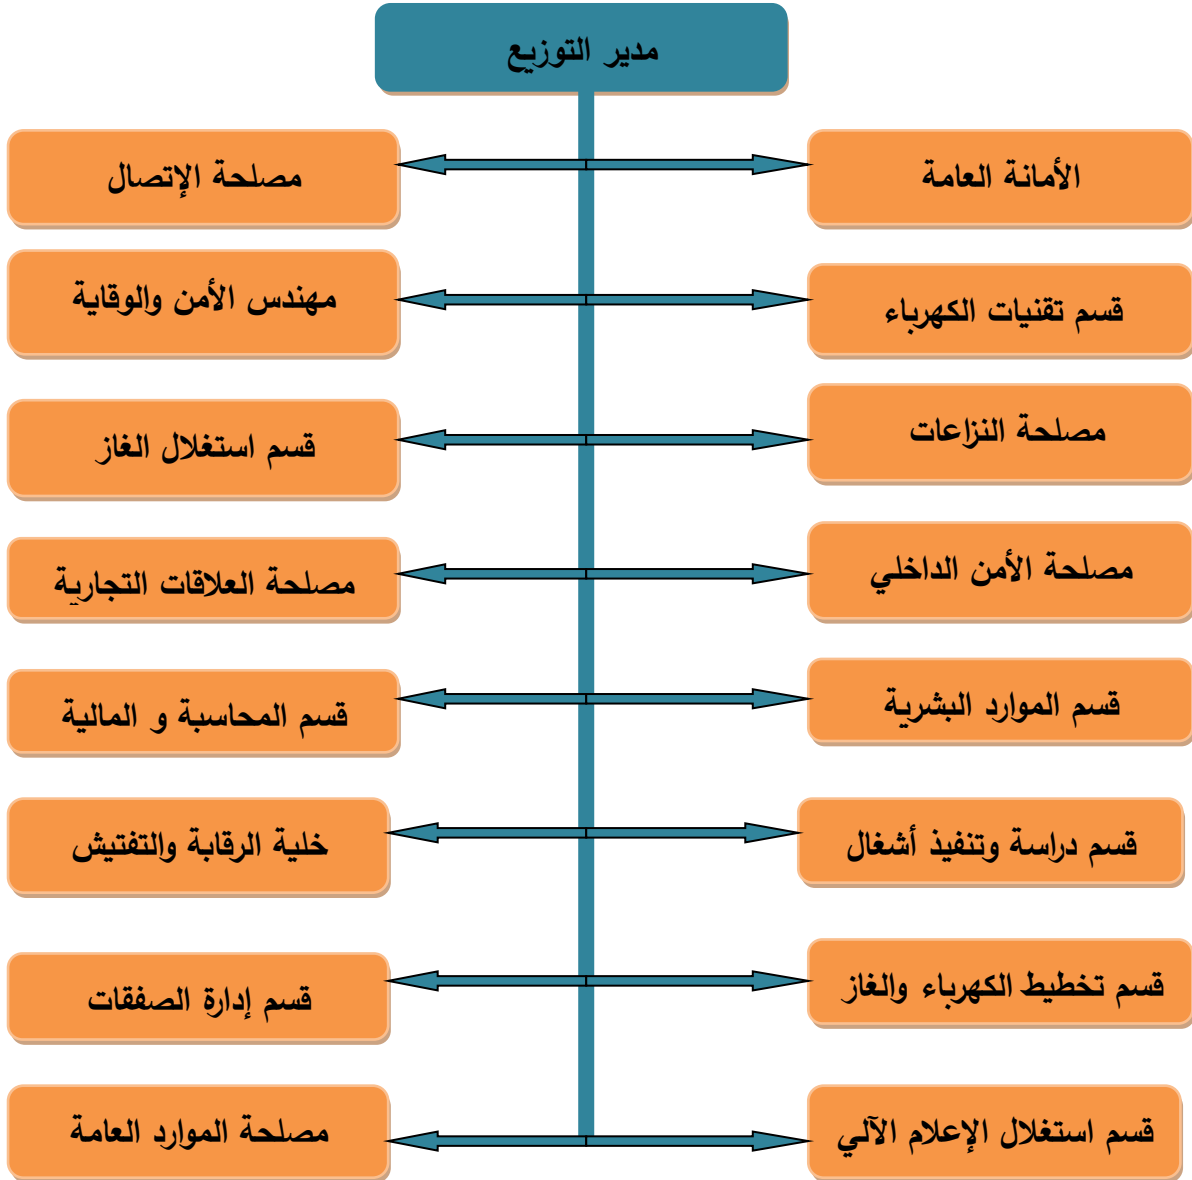 مدير التوزيع
الأمانة العامة
مصلحة الإتصال
قسم تقنيات الكهرباء
مهندس الأمن والوقاية
مصلحة النزاعات
قسم استغلال الغاز
مصلحة الأمن الداخلي
مصلحة العلاقات التجارية
قسم الموارد البشرية
قسم المحاسبة و المالية
قسم دراسة وتنفيذ أشغال
خلية الرقابة والتفتيش
قسم تخطيط الكهرباء والغاز
قسم إدارة الصفقات
قسم استغلال الإعلام الآلي
مصلحة الموارد العامة